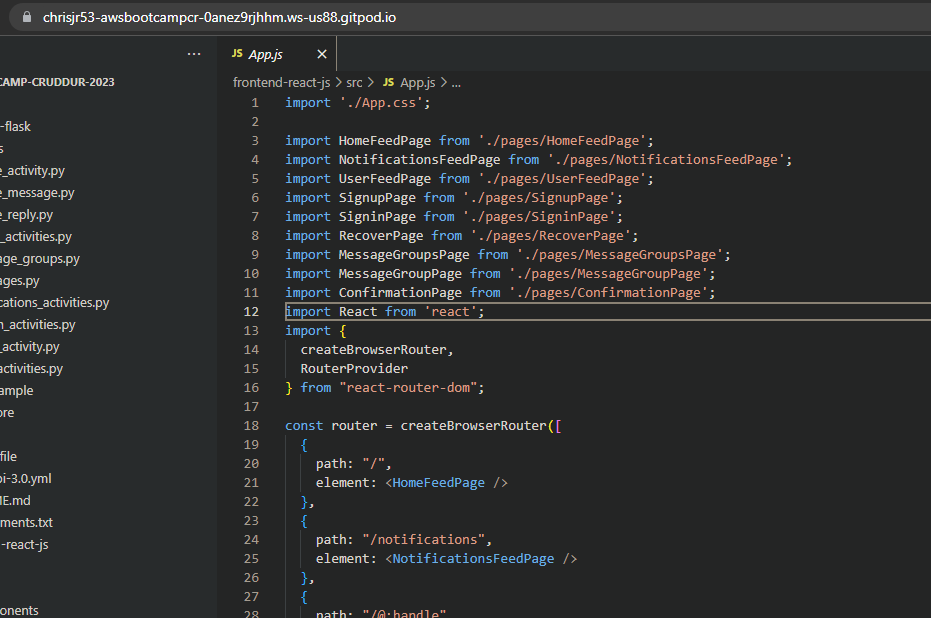 chrisjr53-awsbootcampcr-0anez9rjhhm.ws-us88.gitpod.io
...
CAMP-CRUDDUR-2023
-flask
s
e_activity.py
e_message.py
e_reply.py
_activities.py
age_groups.py
ages.py
cations_activities.py
n_activities.py
_activity.py
activities.py
ample
ore
file
pi-3.0.yml
ME.md
ments.txt
-react-js
onents
JS App.js ×
frontend-react-js > src > JS App.js > ...
1 import './App.css';
2
3 import HomeFeedPage from './pages/HomeFeedPage';
4 import NotificationsFeedPage from './pages/NotificationsFeedPage';
5 import UserFeedPage from './pages/UserFeedPage';
6 import SignupPage from './pages/SignupPage';
7 import SigninPage from './pages/SigninPage';
8 import RecoverPage from './pages/RecoverPage';
9 import MessageGroupsPage from './pages/MessageGroupsPage';
10 import MessageGroupPage from './pages/MessageGroupPage';
11 import ConfirmationPage from './pages/ConfirmationPage';
12 import React from 'react';
13 import {
14 createBrowserRouter,
15 RouterProvider
16 } from "react-router-dom";
17
18 const router = createBrowserRouter([
19 {
20 path: "/",
21 element: <HomeFeedPage />
22 },
23 {
24 path: "/notifications",
25 element: <NotificationsFeedPage />
26 },
27 {
28 path: "/@:handle"